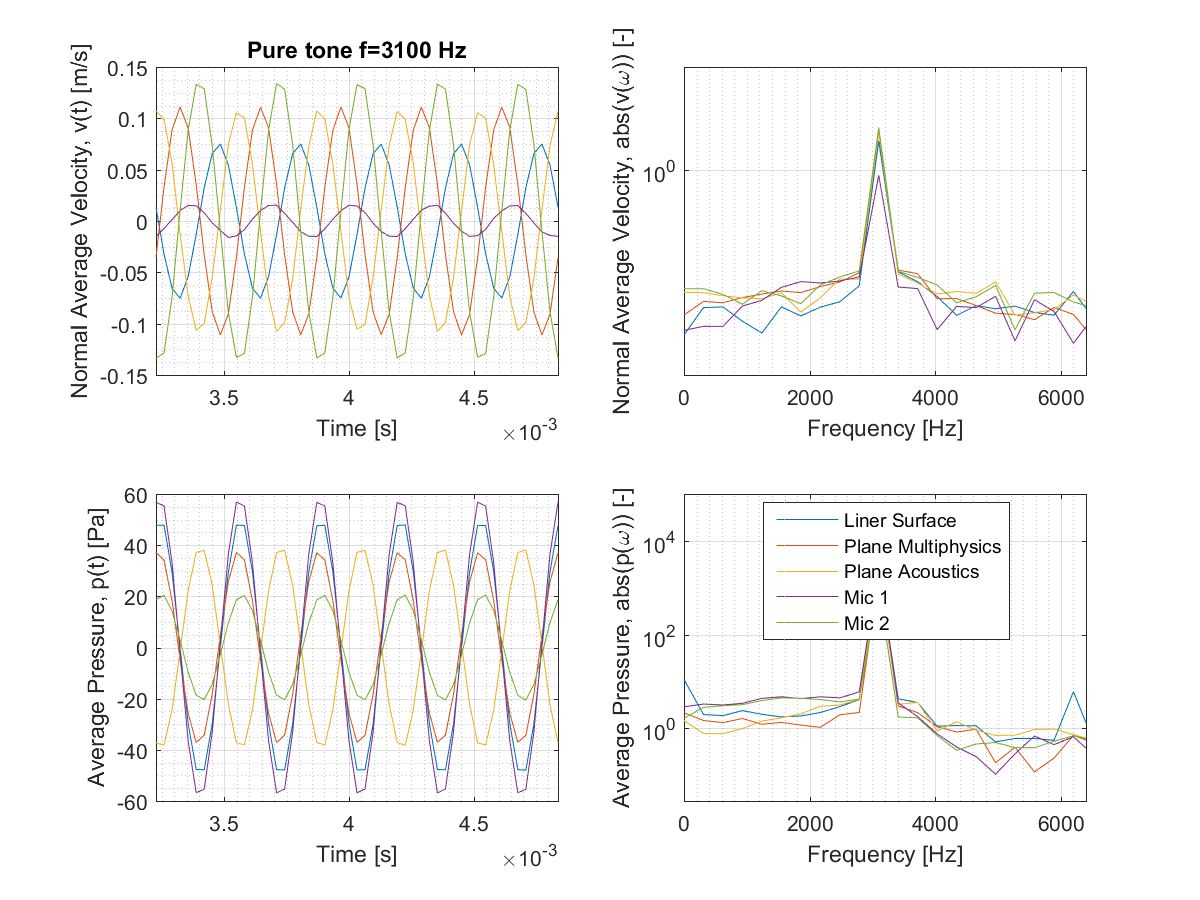 Pure tone f=3100 Hz
Normal Average Velocity, v(t) [m/s]
0.15
0.1
0.05
0
-0.05
-0.1
-0.15
3.5
4
4.5
Time [s]
×10⁻³
Normal Average Velocity, abs(v(ω)) [-]
10⁰
0
2000
4000
6000
Frequency [Hz]
Average Pressure, p(t) [Pa]
60
40
20
0
-20
-40
-60
3.5
4
4.5
Time [s]
×10⁻³
Average Pressure, abs(p(ω)) [-]
10⁴
10²
10⁰
Liner Surface
Plane Multiphysics
Plane Acoustics
Mic 1
Mic 2
0
2000
4000
6000
Frequency [Hz]